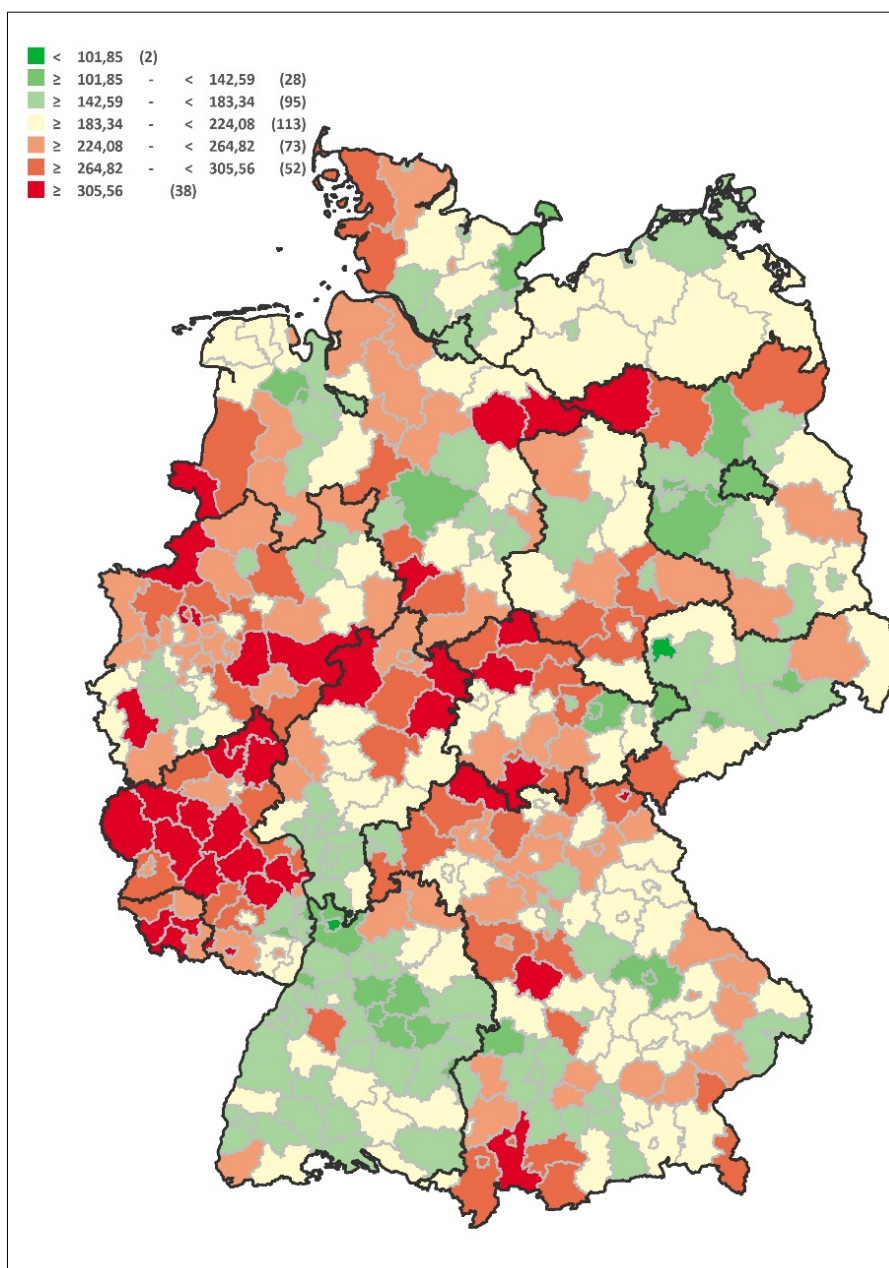 < 101,85 (2)
≥ 101,85 - < 142,59 (28)
≥ 142,59 - < 183,34 (95)
≥ 183,34 - < 224,08 (113)
≥ 224,08 - < 264,82 (73)
≥ 264,82 - < 305,56 (52)
≥ 305,56 (38)